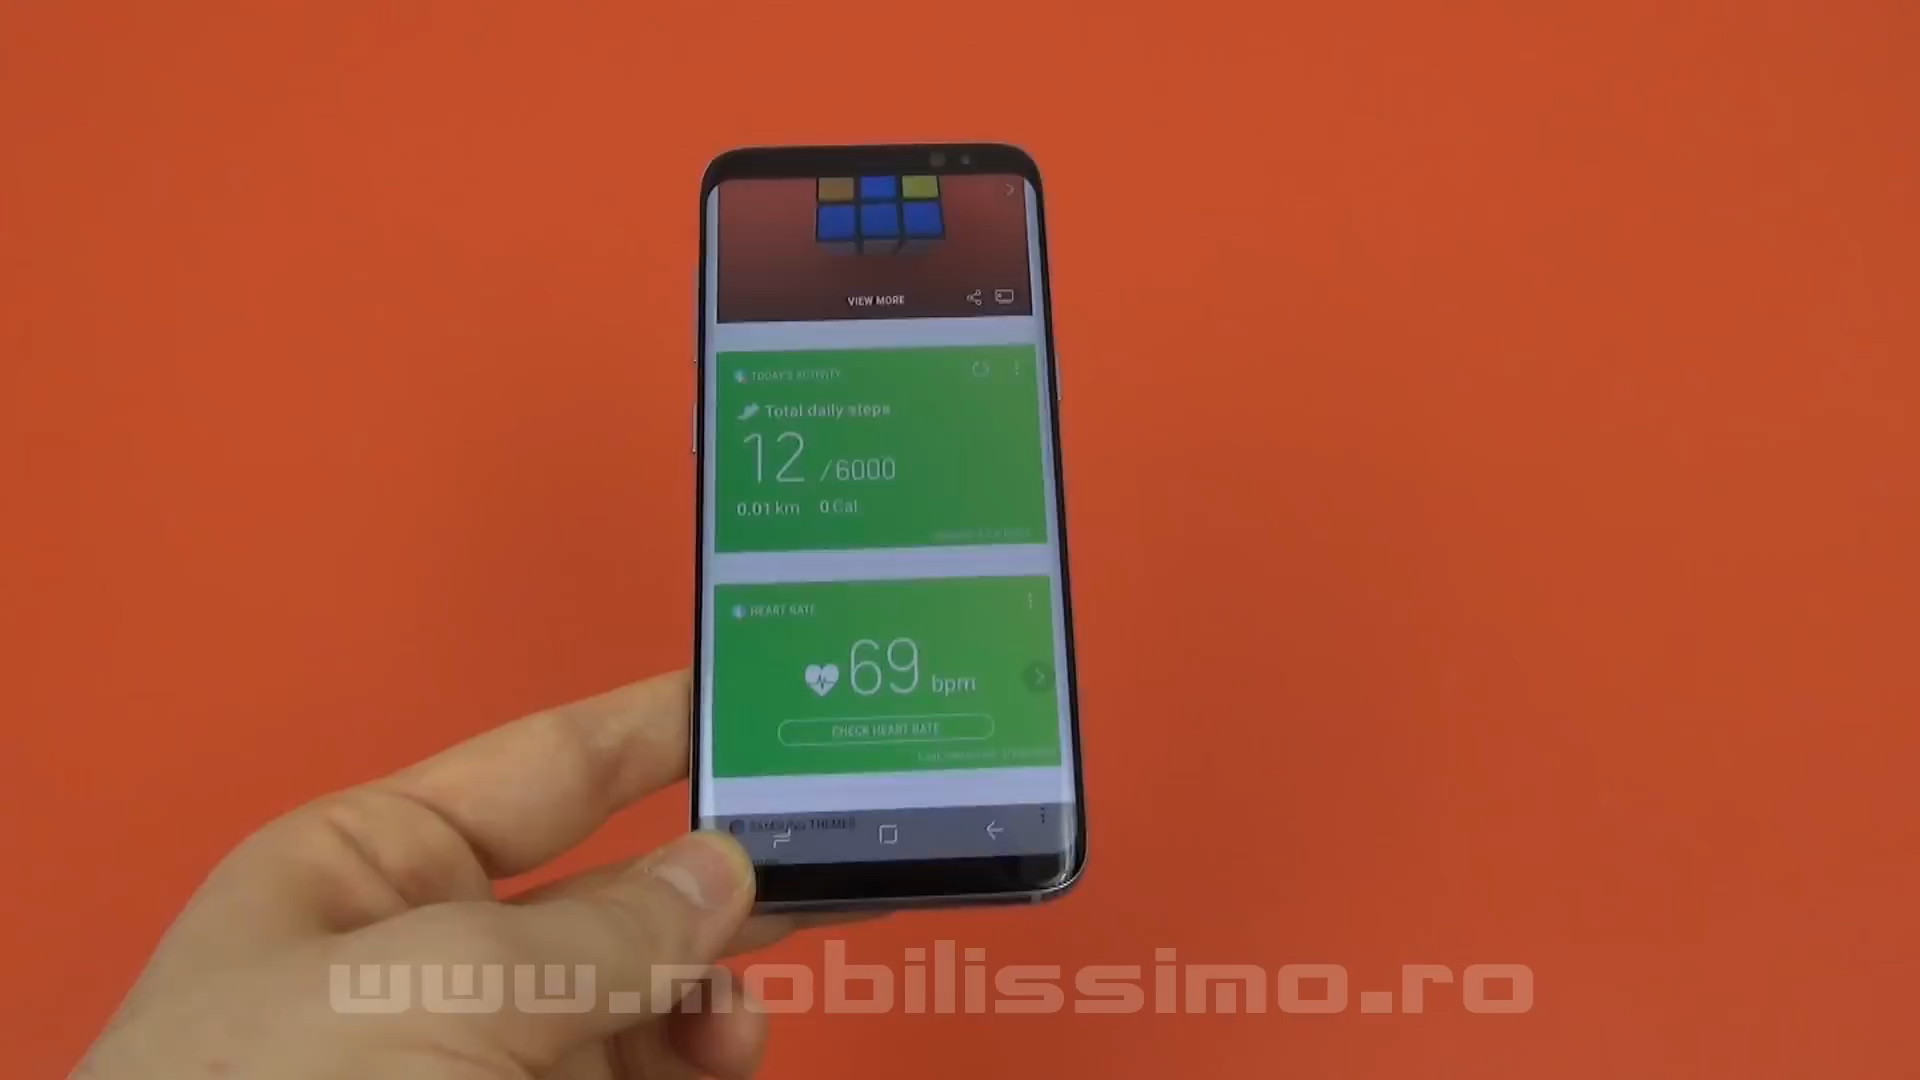 VIEW MORE
TODAY'S ACTIVITY
Total daily steps
12 /6000
0.01 km 0 Cal
HEART RATE
69 bpm
CHECK HEART RATE
SAMSUNG THEMES
www.mobilissimo.ro